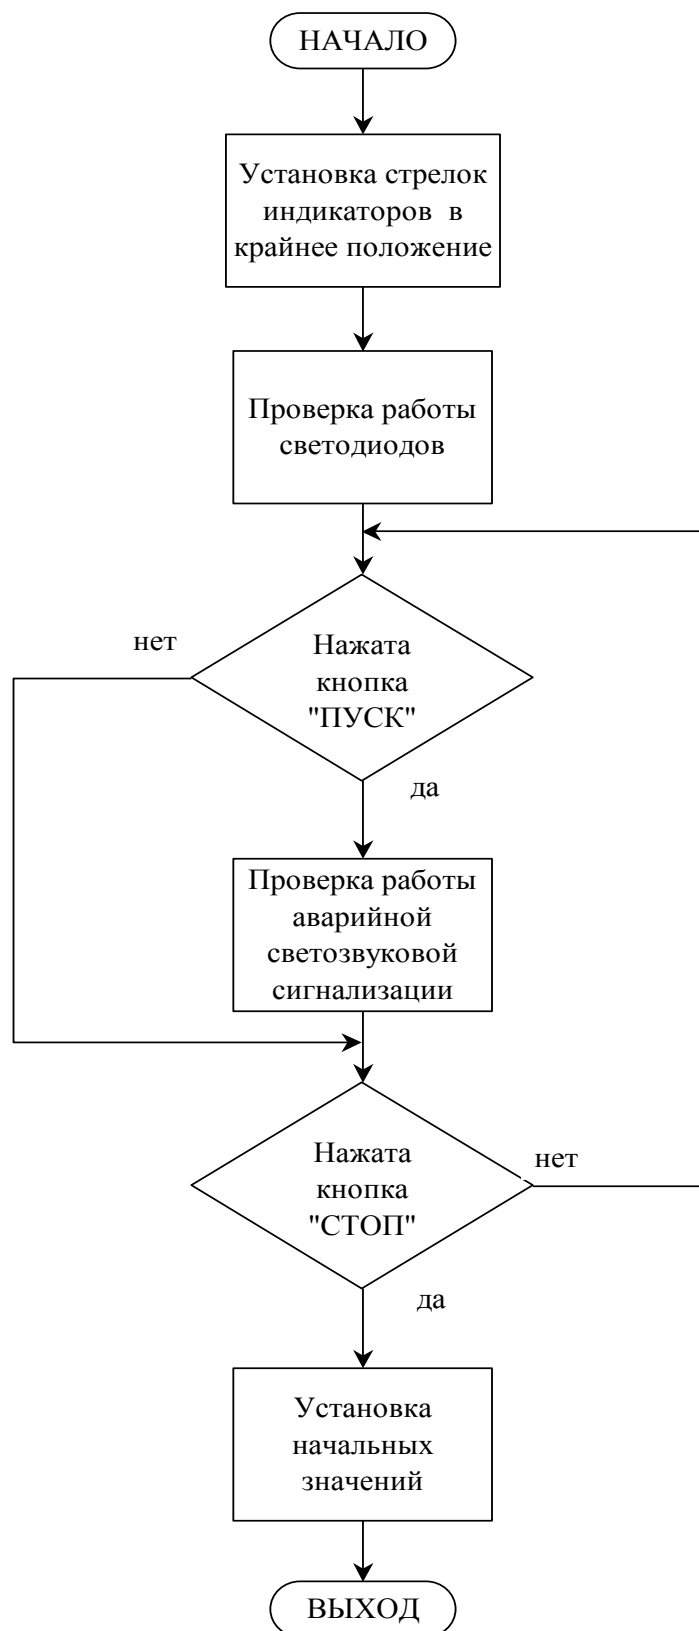 НАЧАЛО
Установка стрелок
индикаторов в
крайнее положение
Проверка работы
светодиодов
нет
Нажата
кнопка
"ПУСК"
да
Проверка работы
аварийной
светозвуковой
сигнализации
Нажата
кнопка
"СТОП"
нет
да
Установка
начальных
значений
ВЫХОД